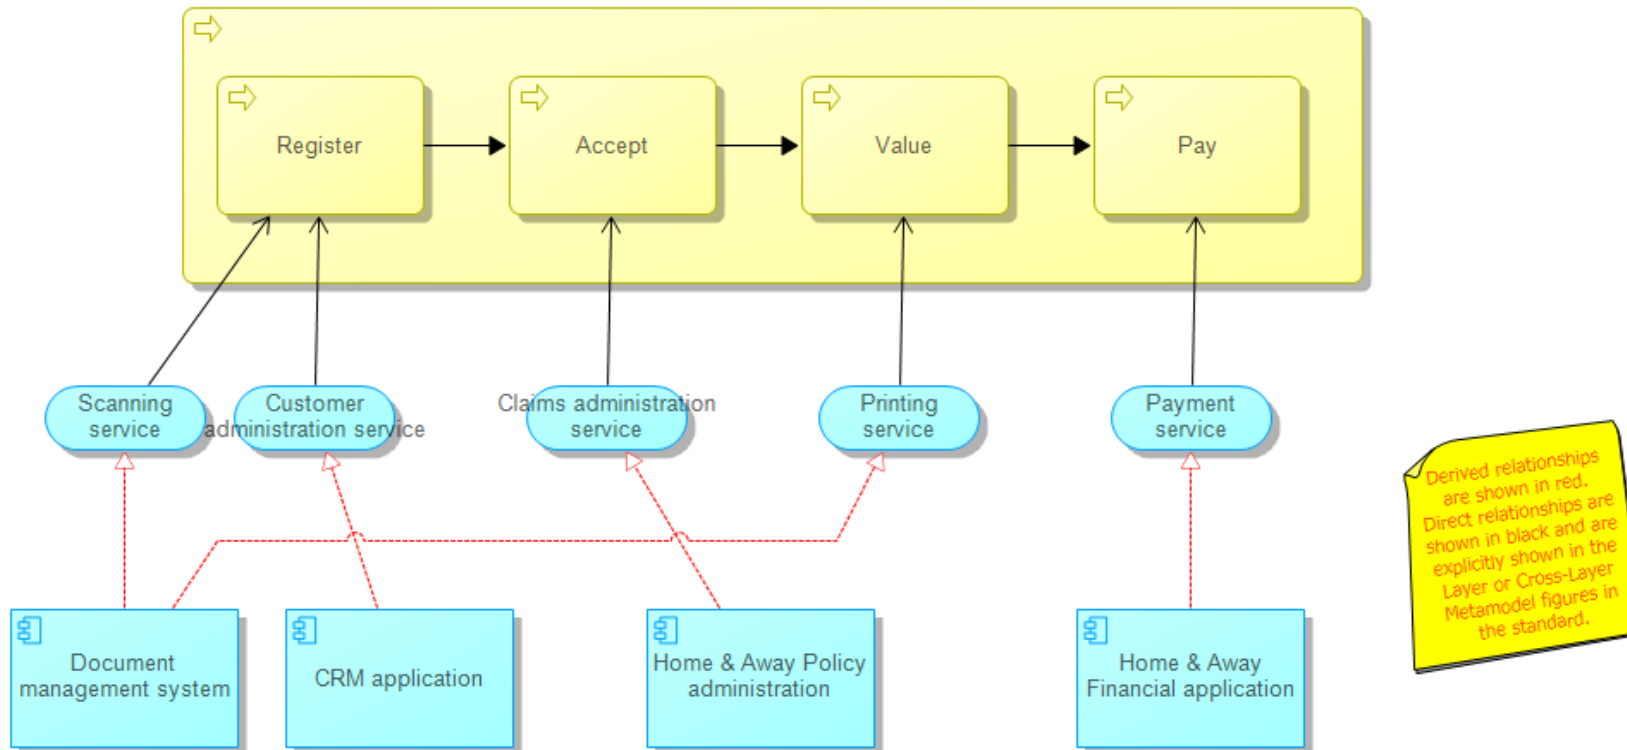 Register
Accept
Value
Pay
Scanning
service
Customer
administration service
Claims administration
service
Printing
service
Payment
service
Derived relationships
are shown in red.
Direct relationships are
shown in black and are
explicitly shown in the
Layer or Cross-Layer
Metamodel figures in
the standard.
Document
management system
CRM application
Home & Away Policy
administration
Home & Away
Financial application